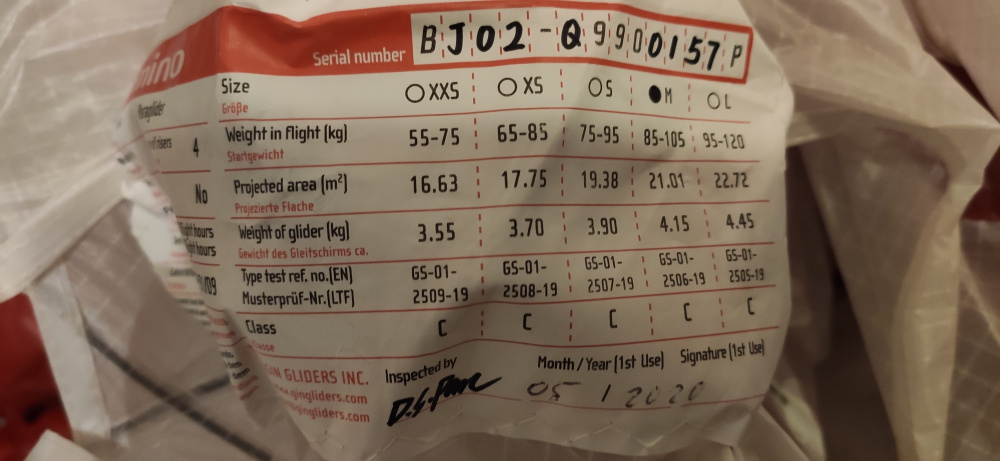 Serial number BJ02-Q9900157P
Size ○ XXS ○ XS ○ S ● M ○ L
Größe
4 Weight in flight (kg) 55-75 65-85 75-95 85-105 95-120
Startgewicht
No Projected area (m²) 16.63 17.75 19.38 21.01 22.72
Projezierte Flache
Weight of glider (kg) 3.55 3.70 3.90 4.15 4.45
Gewicht des Gleitschirms ca.
Type test ref. no.(EN) GS-01- GS-01- GS-01- GS-01- GS-01-
Musterprüf-Nr.(LTF) 2509-19 2508-19 2507-19 2506-19 2505-19
Class C C C C C
GLIDERS INC. Inspected by Month / Year (1st Use) Signature (1st Use)
05 / 2020
gingliders.com